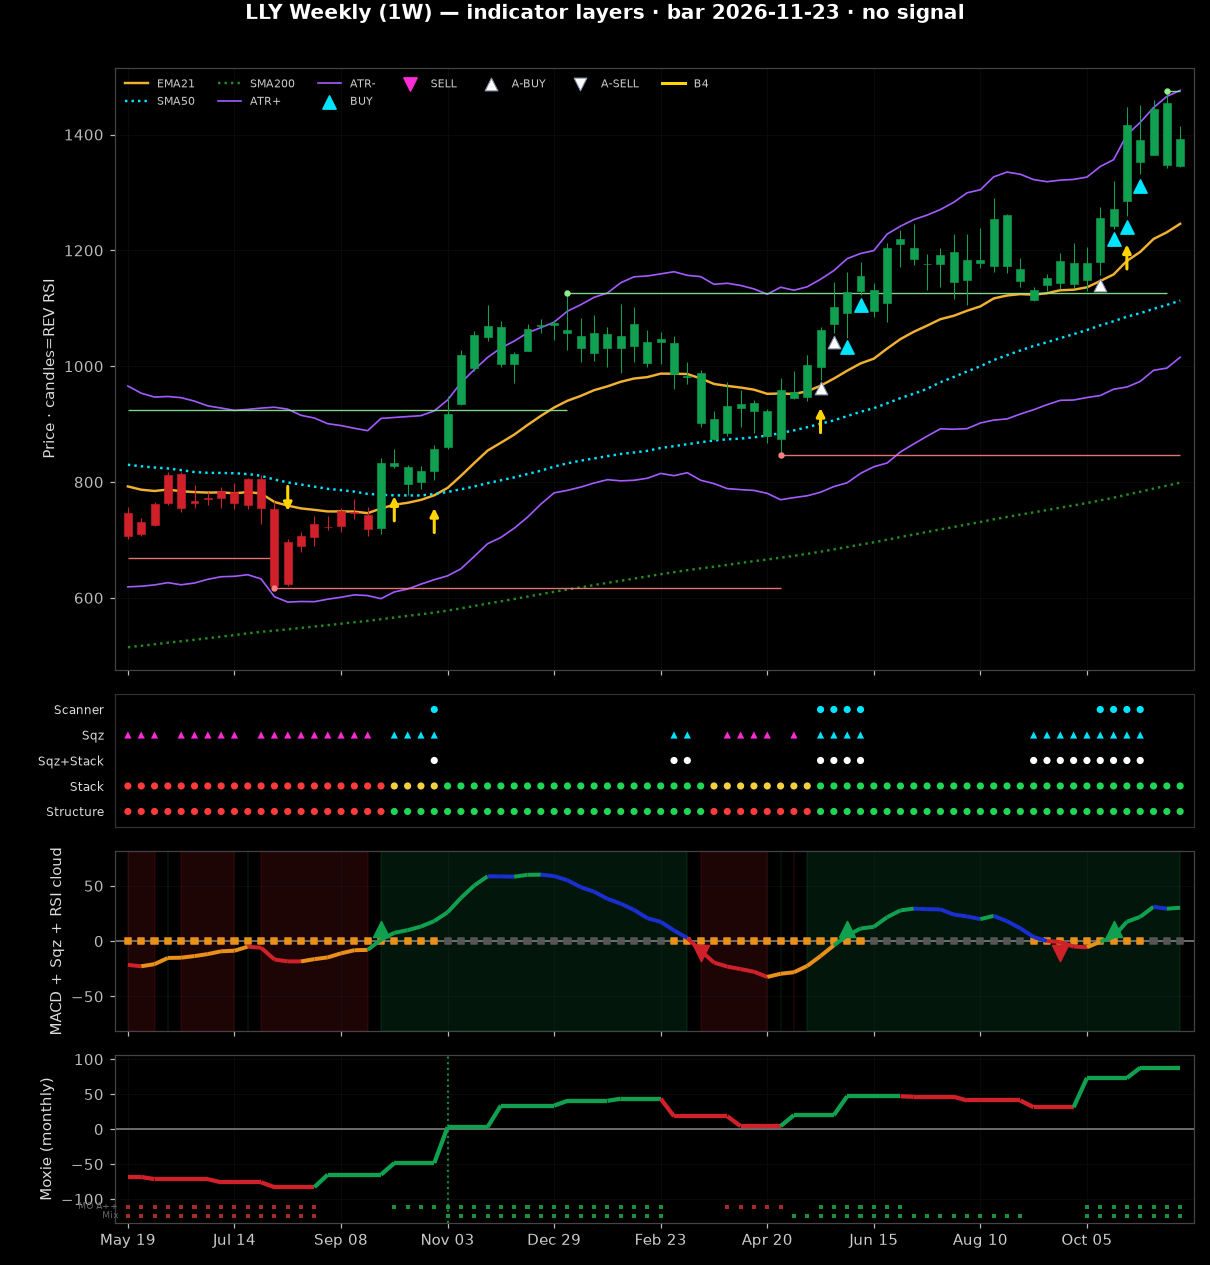 LLY Weekly (1W) — indicator layers · bar 2026-11-23 · no signal
EMA21 SMA200 ATR- SELL A-BUY A-SELL B4
SMA50 ATR+ BUY
Price · candles=REV RSI
1400
1200
1000
800
600
Scanner
Sqz
Sqz+Stack
Stack
Structure
MACD + Sqz + RSI cloud
50
0
−50
Moxie (monthly)
100
50
0
−50
−100
MO A++
Mix
May 19 Jul 14 Sep 08 Nov 03 Dec 29 Feb 23 Apr 20 Jun 15 Aug 10 Oct 05